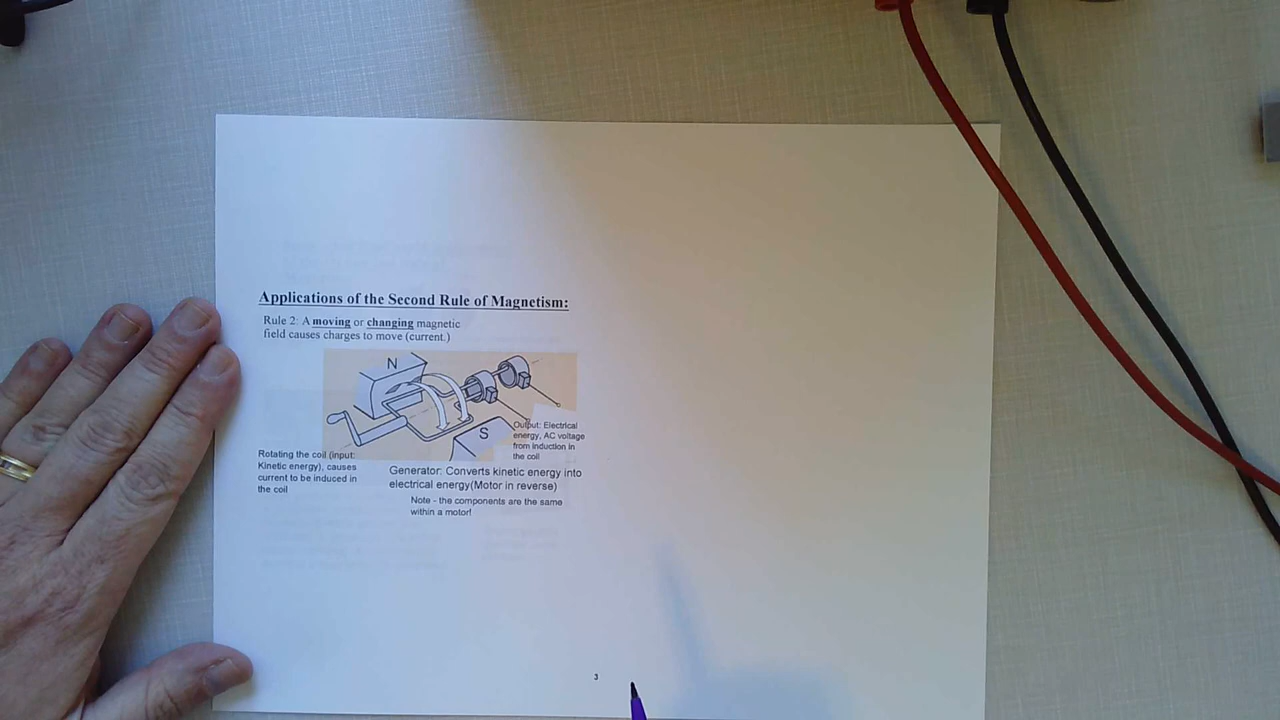 Applications of the Second Rule of Magnetism:
Rule 2: A moving or changing magnetic
field causes charges to move (current.)
N
S
Output: Electrical
energy, AC voltage
from induction in
the coil
Rotating the coil (input:
Kinetic energy), causes
current to be induced in
the coil
Generator: Converts kinetic energy into
electrical energy(Motor in reverse)
Note - the components are the same
within a motor!
3